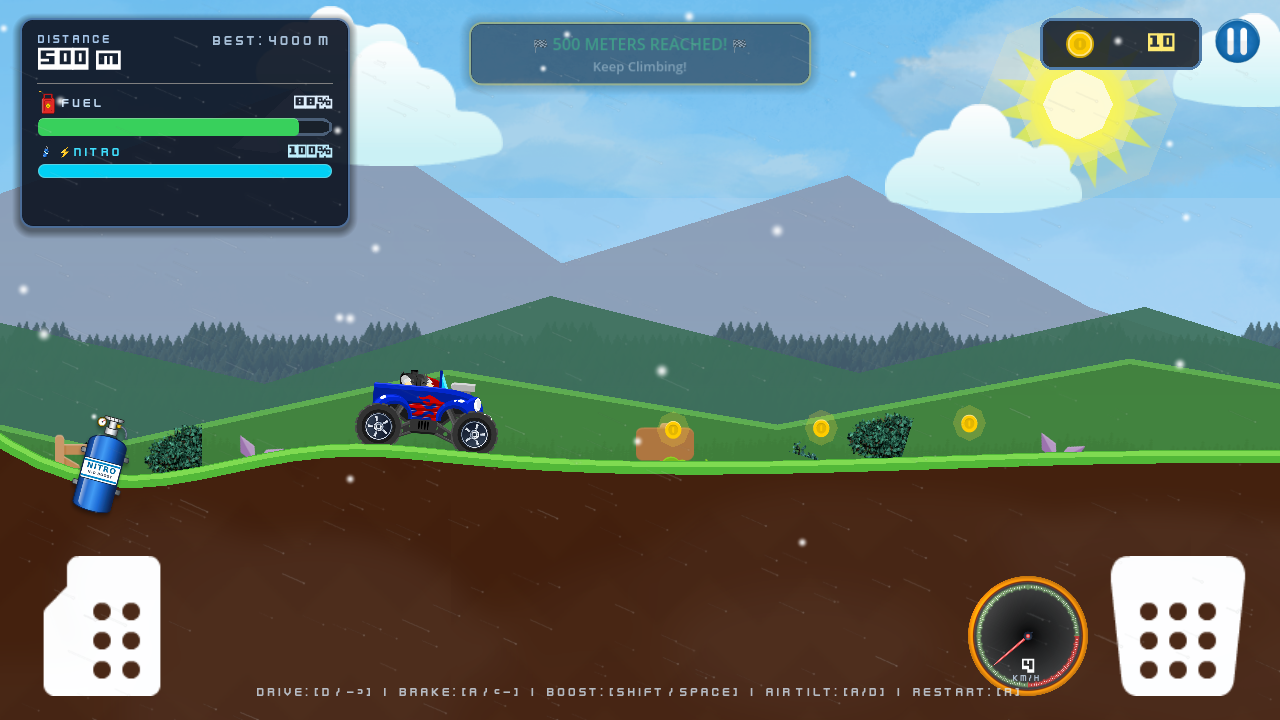 DISTANCE
BEST: 4000 M
500 m
FUEL
88%
NITRO
100%
500 METERS REACHED!
Keep Climbing!
10
NITRO
4
KM/H
DRIVE: [D / ->] | BRAKE: [A / <-] | BOOST: [SHIFT / SPACE] | AIR TILT: [A/D] | RESTART: [R]